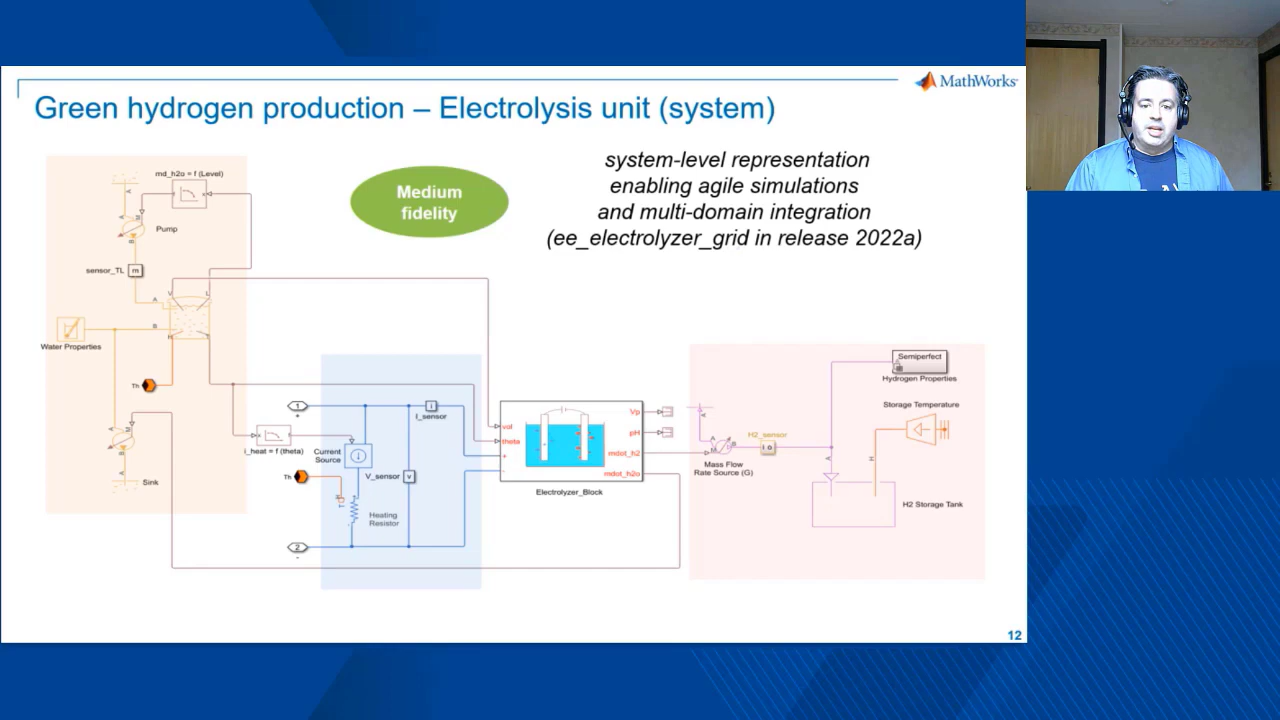 MathWorks
Green hydrogen production – Electrolysis unit (system)
Medium
fidelity
system-level representation
enabling agile simulations
and multi-domain integration
(ee_electrolyzer_grid in release 2022a)
md_h2o = f (Level)
Pump
sensor_TL
m
Water Properties
Th
Sink
1
+
i_heat = f (theta)
Current
Source
i
I_sensor
V_sensor
v
Th
Heating
Resistor
2
-
val
theta
+
-
Vp
pH
mdot_h2
mdot_h2o
Electrolyzer_Block
Mass Flow
Rate Source (G)
H2_sensor
Semiperfect
Hydrogen Properties
Storage Temperature
H2 Storage Tank
12